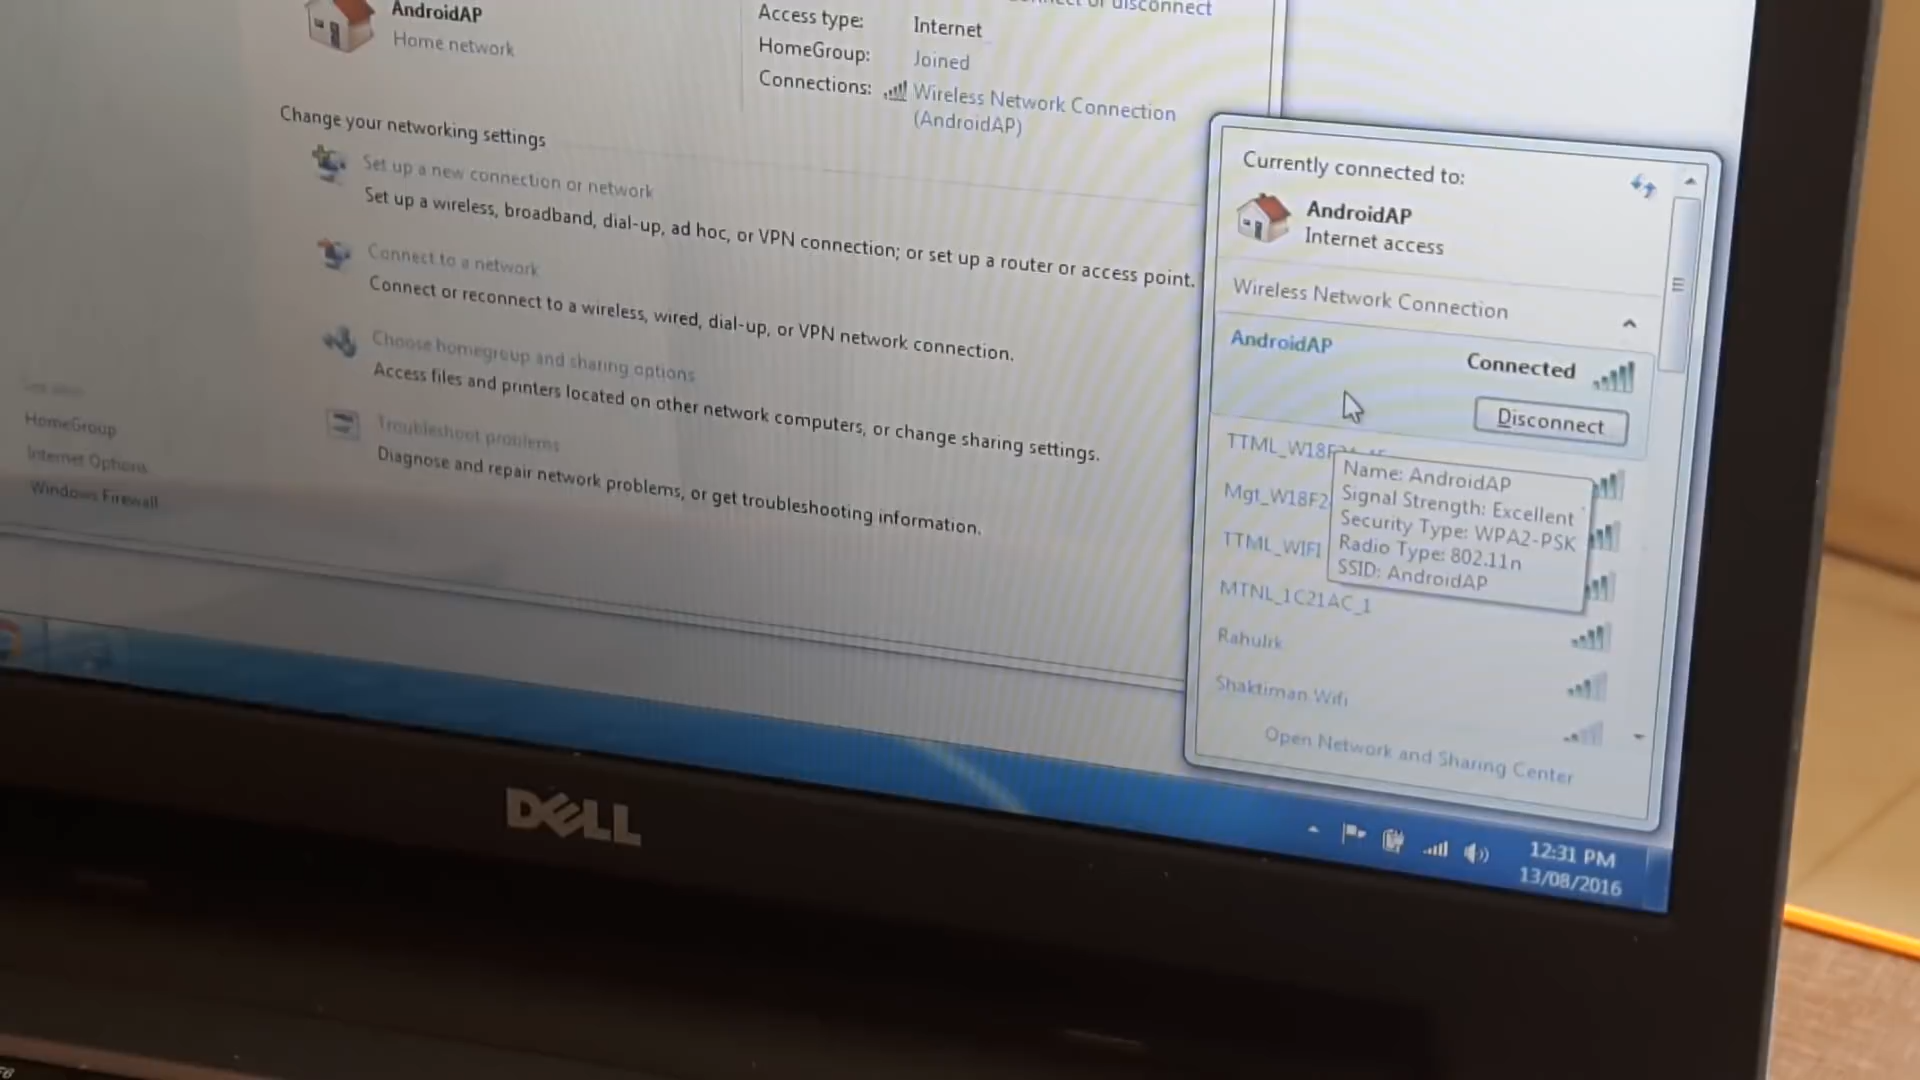 AndroidAP
Home network
Access type: Internet
HomeGroup: Joined
Connections: Wireless Network Connection
(AndroidAP)
Change your networking settings
Set up a new connection or network
Set up a wireless, broadband, dial-up, ad hoc, or VPN connection; or set up a router or access point.
Connect to a network
Connect or reconnect to a wireless, wired, dial-up, or VPN network connection.
Choose homegroup and sharing options
Access files and printers located on other network computers, or change sharing settings.
Troubleshoot problems
Diagnose and repair network problems, or get troubleshooting information.
See also
HomeGroup
Internet Options
Windows Firewall
Currently connected to:
AndroidAP
Internet access
Wireless Network Connection
AndroidAP Connected
Disconnect
Name: AndroidAP
Signal Strength: Excellent
Security Type: WPA2-PSK
Radio Type: 802.11n
SSID: AndroidAP
TTML_WIFI
MTNL_1C21AC_1
Rahulrk
Shaktiman Wifi
Open Network and Sharing Center
12:31 PM
13/08/2016
DELL